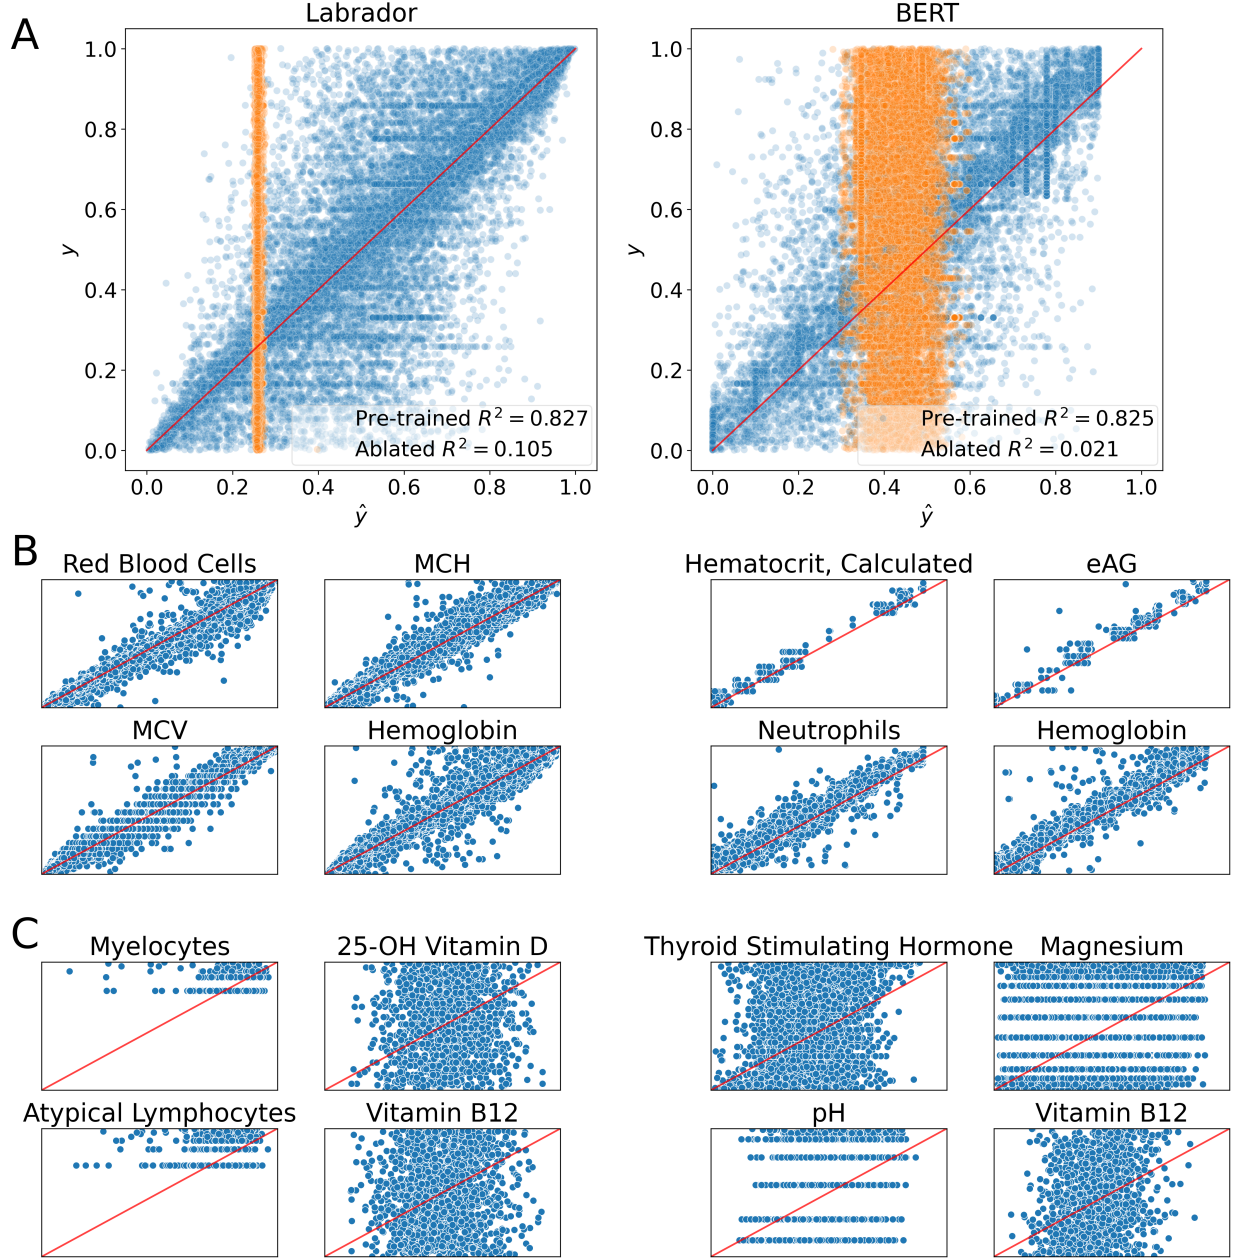 A
Labrador
BERT
1.0
0.8
0.6
0.4
0.2
0.0
y
0.0 0.2 0.4 0.6 0.8 1.0
ŷ
Pre-trained R² = 0.827
Ablated R² = 0.105
1.0
0.8
0.6
0.4
0.2
0.0
y
0.0 0.2 0.4 0.6 0.8 1.0
ŷ
Pre-trained R² = 0.825
Ablated R² = 0.021
B
Red Blood Cells
MCH
Hematocrit, Calculated
eAG
MCV
Hemoglobin
Neutrophils
Hemoglobin
C
Myelocytes
25-OH Vitamin D
Thyroid Stimulating Hormone
Magnesium
Atypical Lymphocytes
Vitamin B12
pH
Vitamin B12